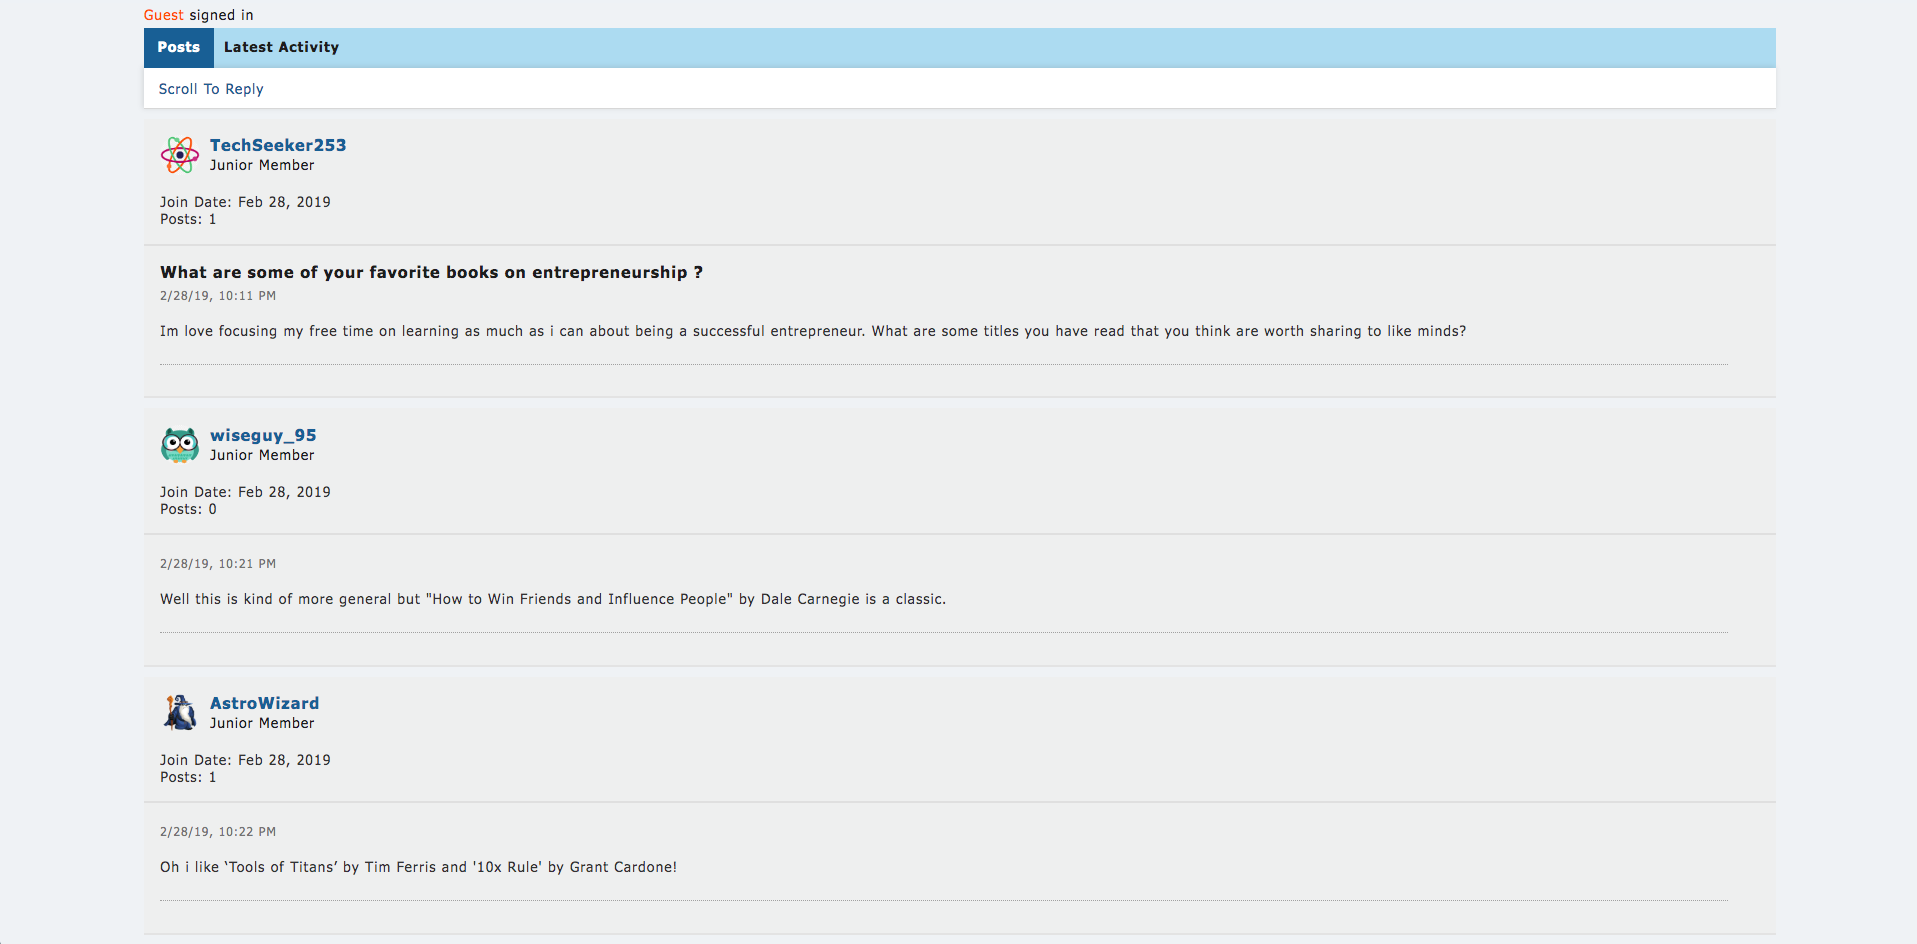 Guest signed in
Posts Latest Activity
Scroll To Reply
TechSeeker253
Junior Member
Join Date: Feb 28, 2019
Posts: 1
What are some of your favorite books on entrepreneurship ?
2/28/19, 10:11 PM
Im love focusing my free time on learning as much as i can about being a successful entrepreneur. What are some titles you have read that you think are worth sharing to like minds?
wiseguy_95
Junior Member
Join Date: Feb 28, 2019
Posts: 0
2/28/19, 10:21 PM
Well this is kind of more general but "How to Win Friends and Influence People" by Dale Carnegie is a classic.
AstroWizard
Junior Member
Join Date: Feb 28, 2019
Posts: 1
2/28/19, 10:22 PM
Oh i like ‘Tools of Titans’ by Tim Ferris and '10x Rule' by Grant Cardone!